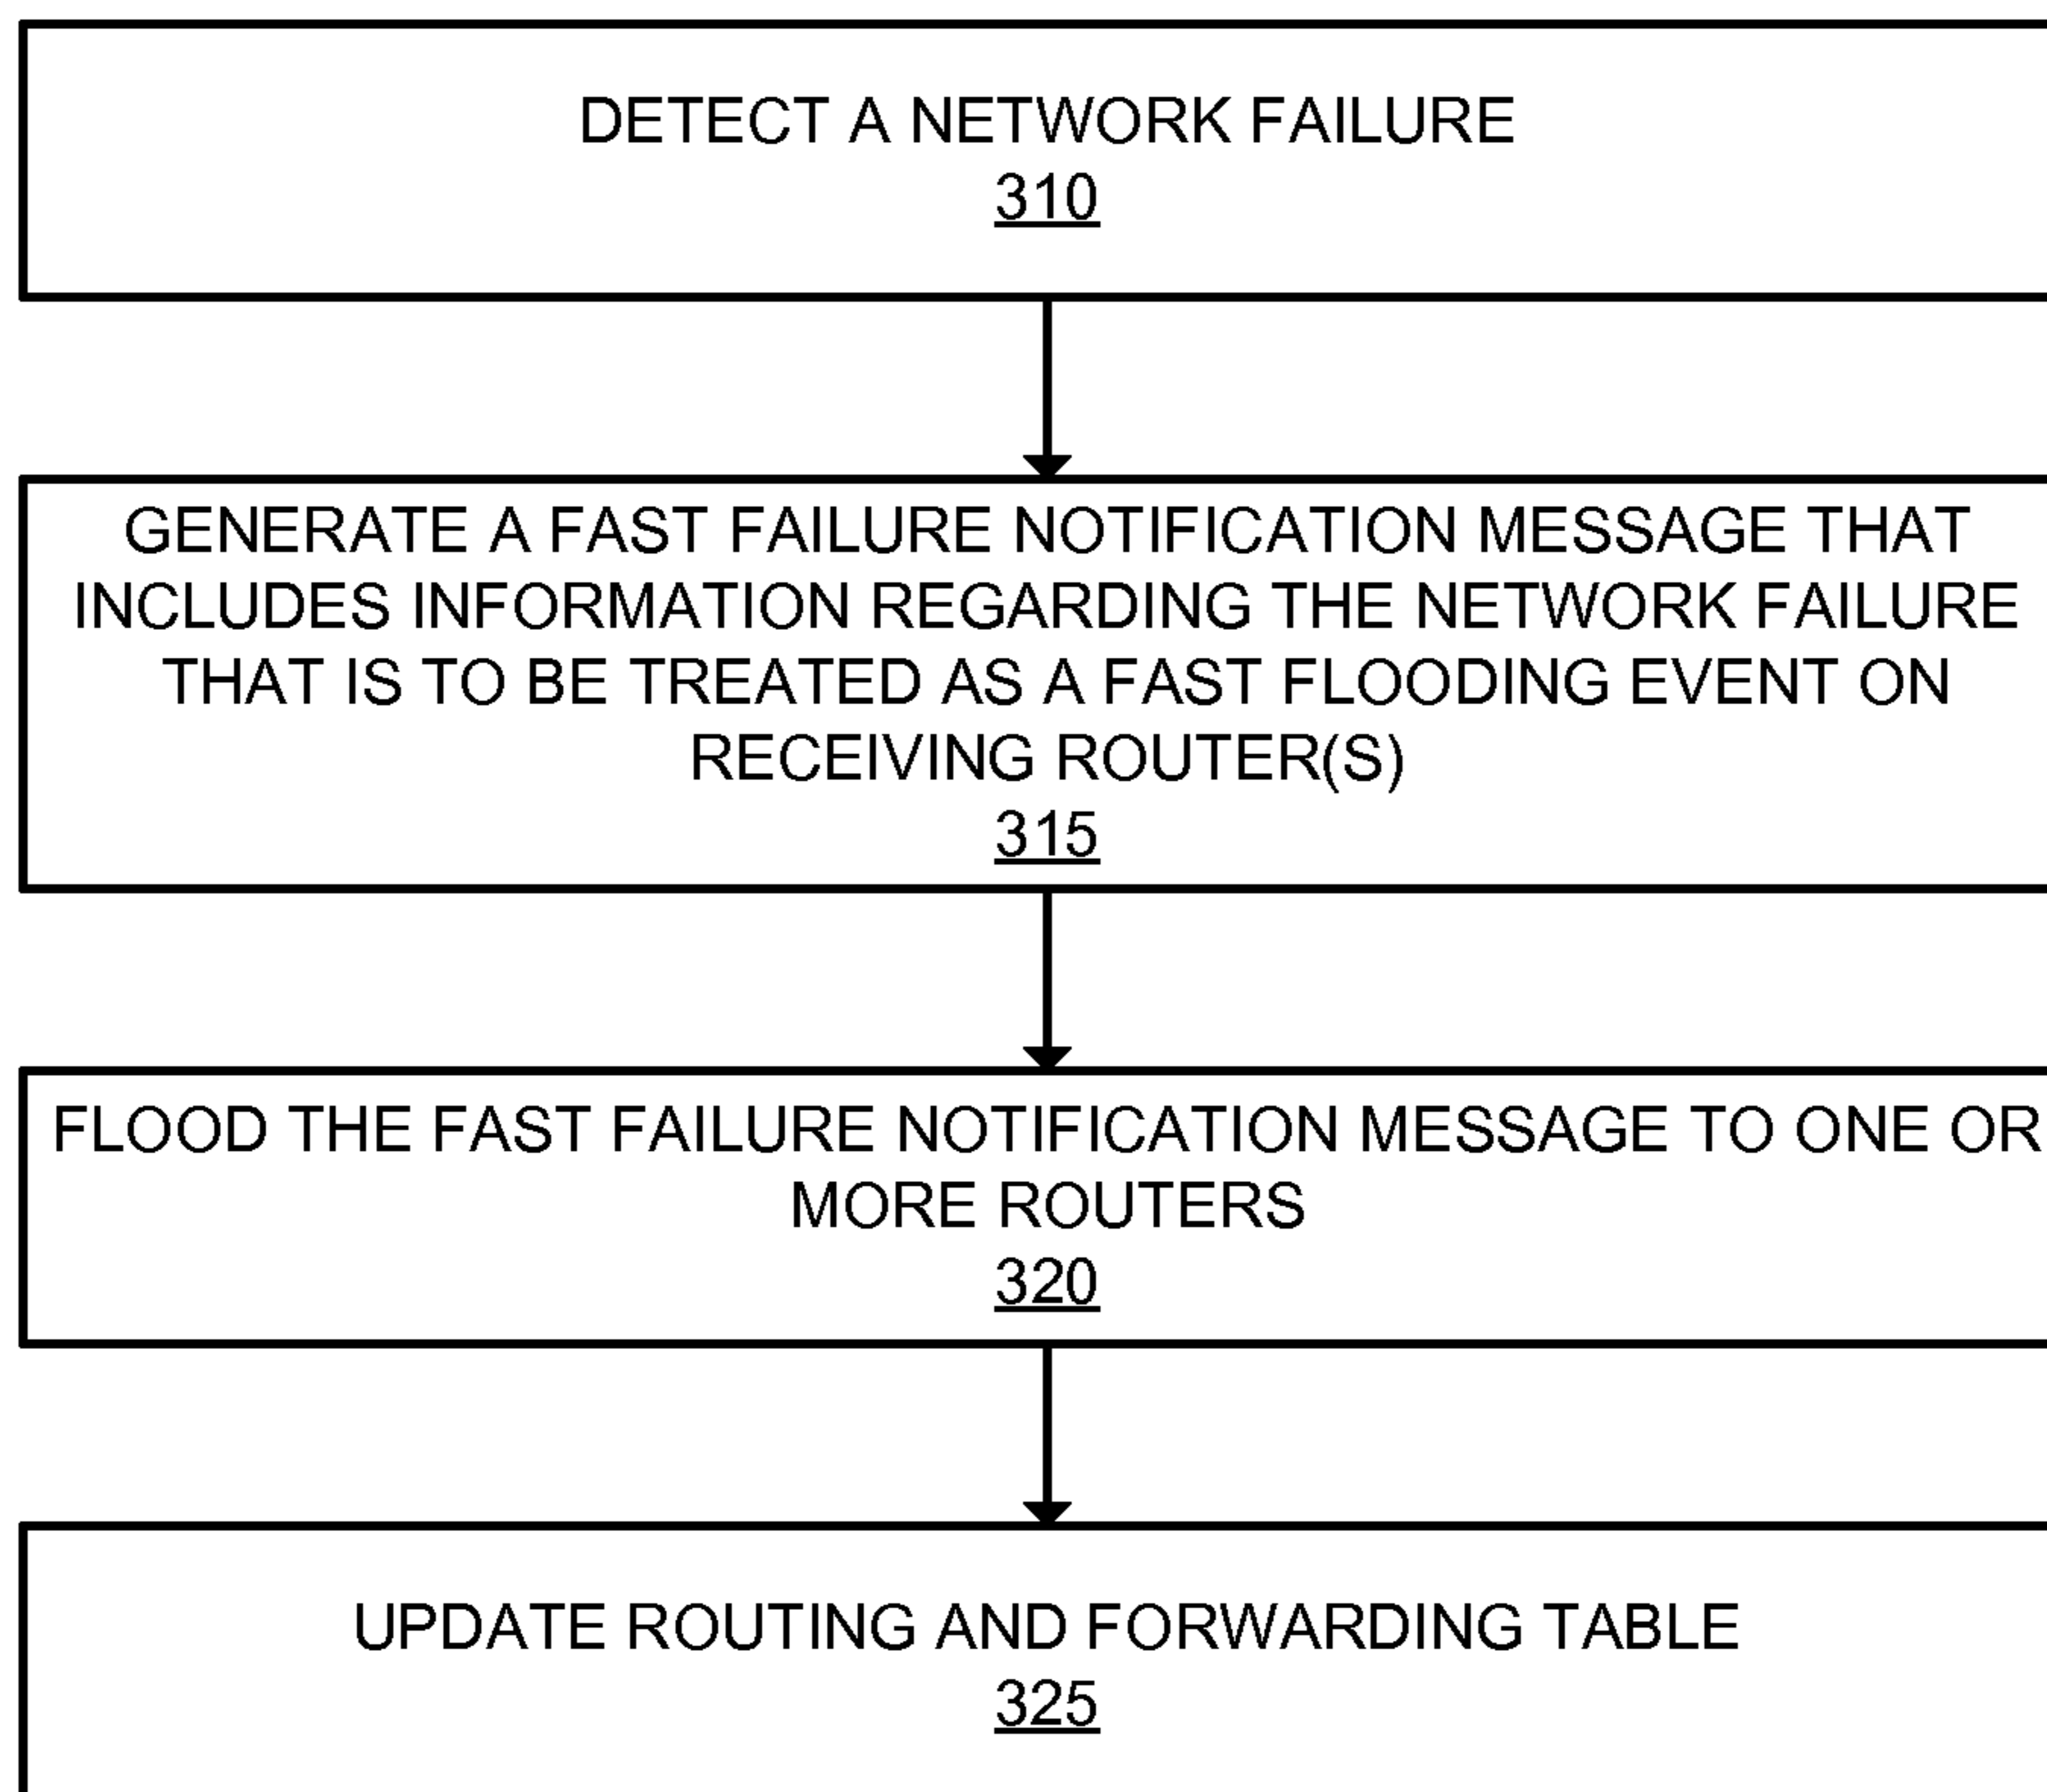 DETECT A NETWORK FAILURE
310
GENERATE A FAST FAILURE NOTIFICATION MESSAGE THAT
INCLUDES INFORMATION REGARDING THE NETWORK FAILURE
THAT IS TO BE TREATED AS A FAST FLOODING EVENT ON
RECEIVING ROUTER(S)
315
FLOOD THE FAST FAILURE NOTIFICATION MESSAGE TO ONE OR
MORE ROUTERS
320
UPDATE ROUTING AND FORWARDING TABLE
325